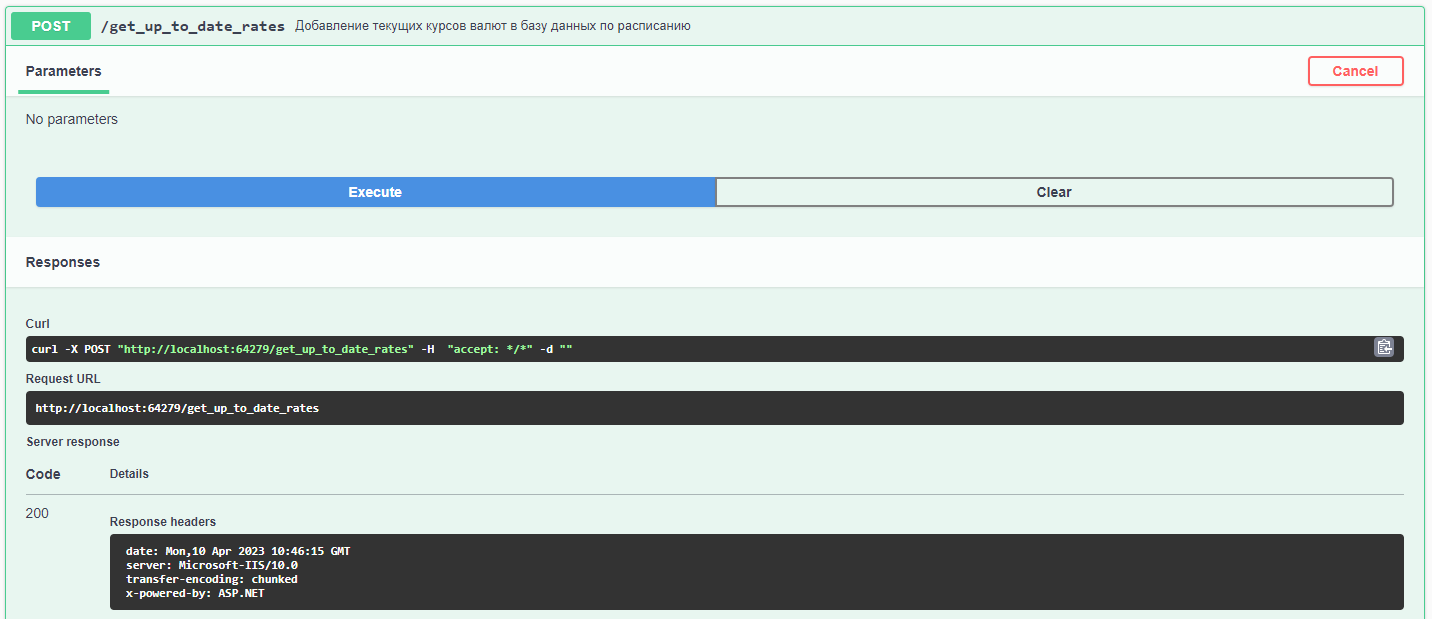 POST /get_up_to_date_rates Добавление текущих курсов валют в базу данных по расписанию
Parameters Cancel
No parameters
Execute Clear
Responses
Curl
curl -X POST "http://localhost:64279/get_up_to_date_rates" -H  "accept: */*" -d ""
Request URL
http://localhost:64279/get_up_to_date_rates
Server response
Code Details
200
Response headers
date: Mon,10 Apr 2023 10:46:15 GMT
server: Microsoft-IIS/10.0
transfer-encoding: chunked
x-powered-by: ASP.NET